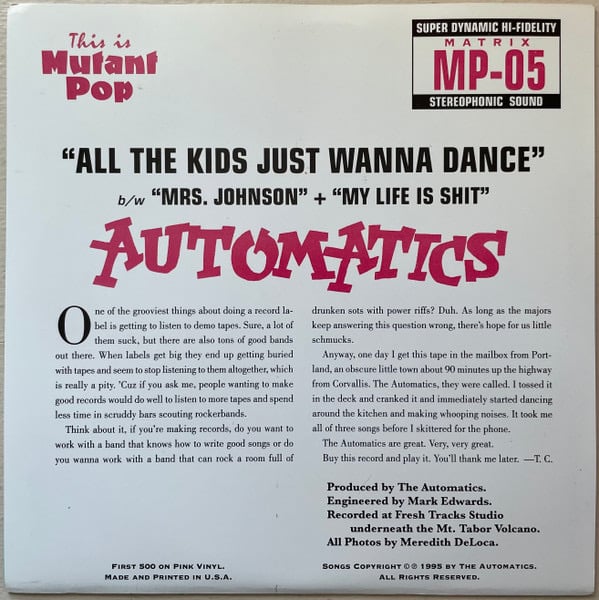 This is
Mutant
Pop
SUPER DYNAMIC HI-FIDELITY
MATRIX
MP-05
STEREOPHONIC SOUND
“ALL THE KIDS JUST WANNA DANCE”
b/w “MRS. JOHNSON” + “MY LIFE IS SHIT”
AUTOMATICS
One of the grooviest things about doing a record la-
bel is getting to listen to demo tapes. Sure, a lot of
them suck, but there are also tons of good bands
out there. When labels get big they end up getting buried
with tapes and seem to stop listening to them altogether, which
is really a pity. ’Cuz if you ask me, people wanting to make
good records would do well to listen to more tapes and spend
less time in scruddy bars scouting rockerbands.
Think about it, if you’re making records, do you want to
work with a band that knows how to write good songs or do
you wanna work with a band that can rock a room full of
drunken sots with power riffs? Duh. As long as the majors
keep answering this question wrong, there’s hope for us little
schmucks.
Anyway, one day I get this tape in the mailbox from Port-
land, an obscure little town about 90 minutes up the highway
from Corvallis. The Automatics, they were called. I tossed it
in the deck and cranked it and immediately started dancing
around the kitchen and making whooping noises. It took me
all of three songs before I skittered for the phone.
The Automatics are great. Very, very great.
Buy this record and play it. You’ll thank me later. —T. C.
Produced by The Automatics.
Engineered by Mark Edwards.
Recorded at Fresh Tracks Studio
underneath the Mt. Tabor Volcano.
All Photos by Meredith DeLoca.
FIRST 500 ON PINK VINYL.
MADE AND PRINTED IN U.S.A.
SONGS COPYRIGHT ©℗ 1995 BY THE AUTOMATICS.
ALL RIGHTS RESERVED.